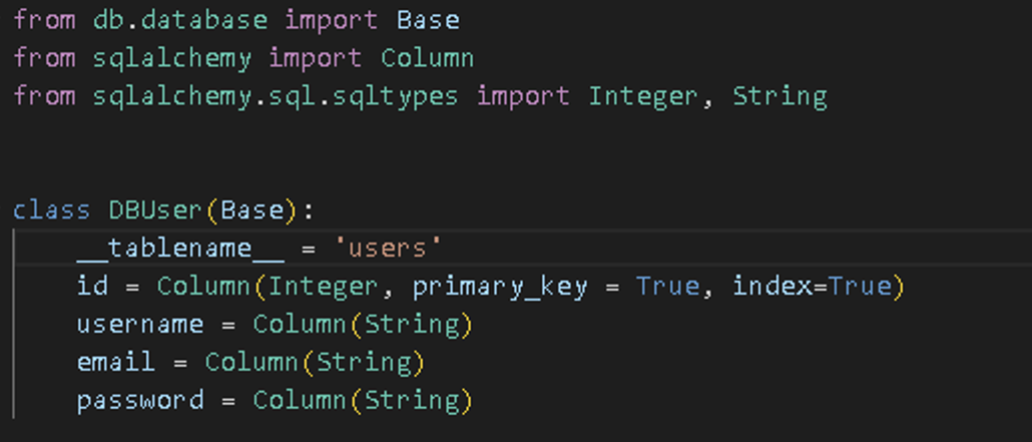 from db.database import Base
from sqlalchemy import Column
from sqlalchemy.sql.sqltypes import Integer, String
class DBUser(Base):
__tablename__ = 'users'
id = Column(Integer, primary_key = True, index=True)
username = Column(String)
email = Column(String)
password = Column(String)